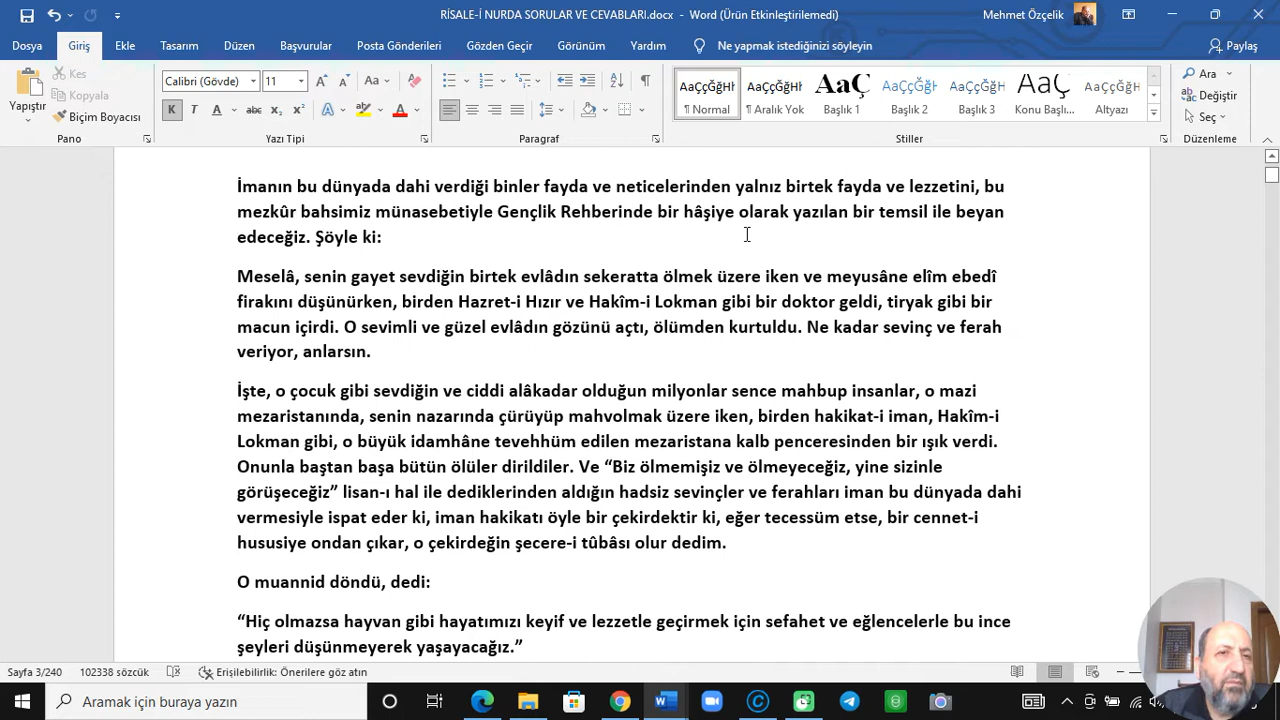 RİSALE-İ NURDA SORULAR VE CEVABLARI.docx - Word (Ürün Etkinleştirilemedi)
Mehmet Özçelik
Dosya Giriş Ekle Tasarım Düzen Başvurular Posta Gönderileri Gözden Geçir Görünüm Yardım Ne yapmak istediğinizi söyleyin Paylaş
Yapıştır
Kes
Kopyala
Biçim Boyacısı
Pano
Calibri (Gövde) 11
K T A abc x₂ x²
Yazı Tipi
Paragraf
AaÇçĞğHł AaÇçĞğHł AaÇ AaÇçĞğł AaÇçĞğH AaÇ AaÇçĞğHł
¶ Normal ¶ Aralık Yok Başlık 1 Başlık 2 Başlık 3 Konu Başlı... Altyazı
Stiller
Ara
Değiştir
Seç
Düzenleme
İmanın bu dünyada dahi verdiği binler fayda ve neticelerinden yalnız birtek fayda ve lezzetini, bu
mezkûr bahsimiz münasebetiyle Gençlik Rehberinde bir hâşiye olarak yazılan bir temsil ile beyan
edeceğiz. Şöyle ki:
Meselâ, senin gayet sevdiğin birtek evlâdın sekeratta ölmek üzere iken ve meyusâne elîm ebedî
firakını düşünürken, birden Hazret-i Hızır ve Hakîm-i Lokman gibi bir doktor geldi, tiryak gibi bir
macun içirdi. O sevimli ve güzel evlâdın gözünü açtı, ölümden kurtuldu. Ne kadar sevinç ve ferah
veriyor, anlarsın.
İşte, o çocuk gibi sevdiğin ve ciddi alâkadar olduğun milyonlar sence mahbup insanlar, o mazi
mezaristanında, senin nazarında çürüyüp mahvolmak üzere iken, birden hakikat-i iman, Hakîm-i
Lokman gibi, o büyük idamhâne tevehhüm edilen mezaristana kalb penceresinden bir ışık verdi.
Onunla baştan başa bütün ölüler dirildiler. Ve “Biz ölmemişiz ve ölmeyeceğiz, yine sizinle
görüşeceğiz” lisan-ı hal ile dediklerinden aldığın hadsiz sevinçler ve ferahları iman bu dünyada dahi
vermesiyle ispat eder ki, iman hakikatı öyle bir çekirdektir ki, eğer tecessüm etse, bir cennet-i
hususiye ondan çıkar, o çekirdeğin şecere-i tûbâsı olur dedim.
O muannid döndü, dedi:
“Hiç olmazsa hayvan gibi hayatımızı keyif ve lezzetle geçirmek için sefahet ve eğlencelerle bu ince
şeyleri düşünmeyerek yaşayacağız.”
Sayfa 3/240 102338 sözcük Erişilebilirlik: Önerilere göz atın
Aramak için buraya yazın